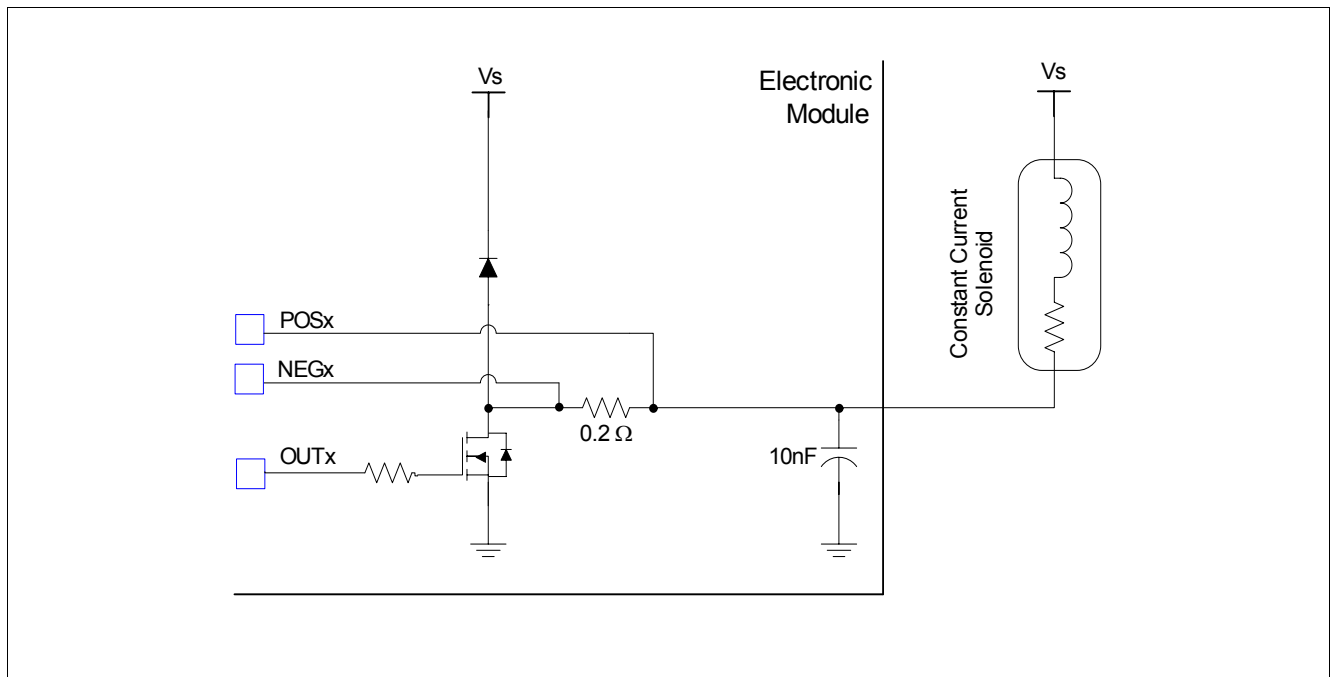 Vs
Electronic
Module
Vs
Constant Current
Solenoid
POSx
NEGx
0.2 Ω
OUTx
10nF